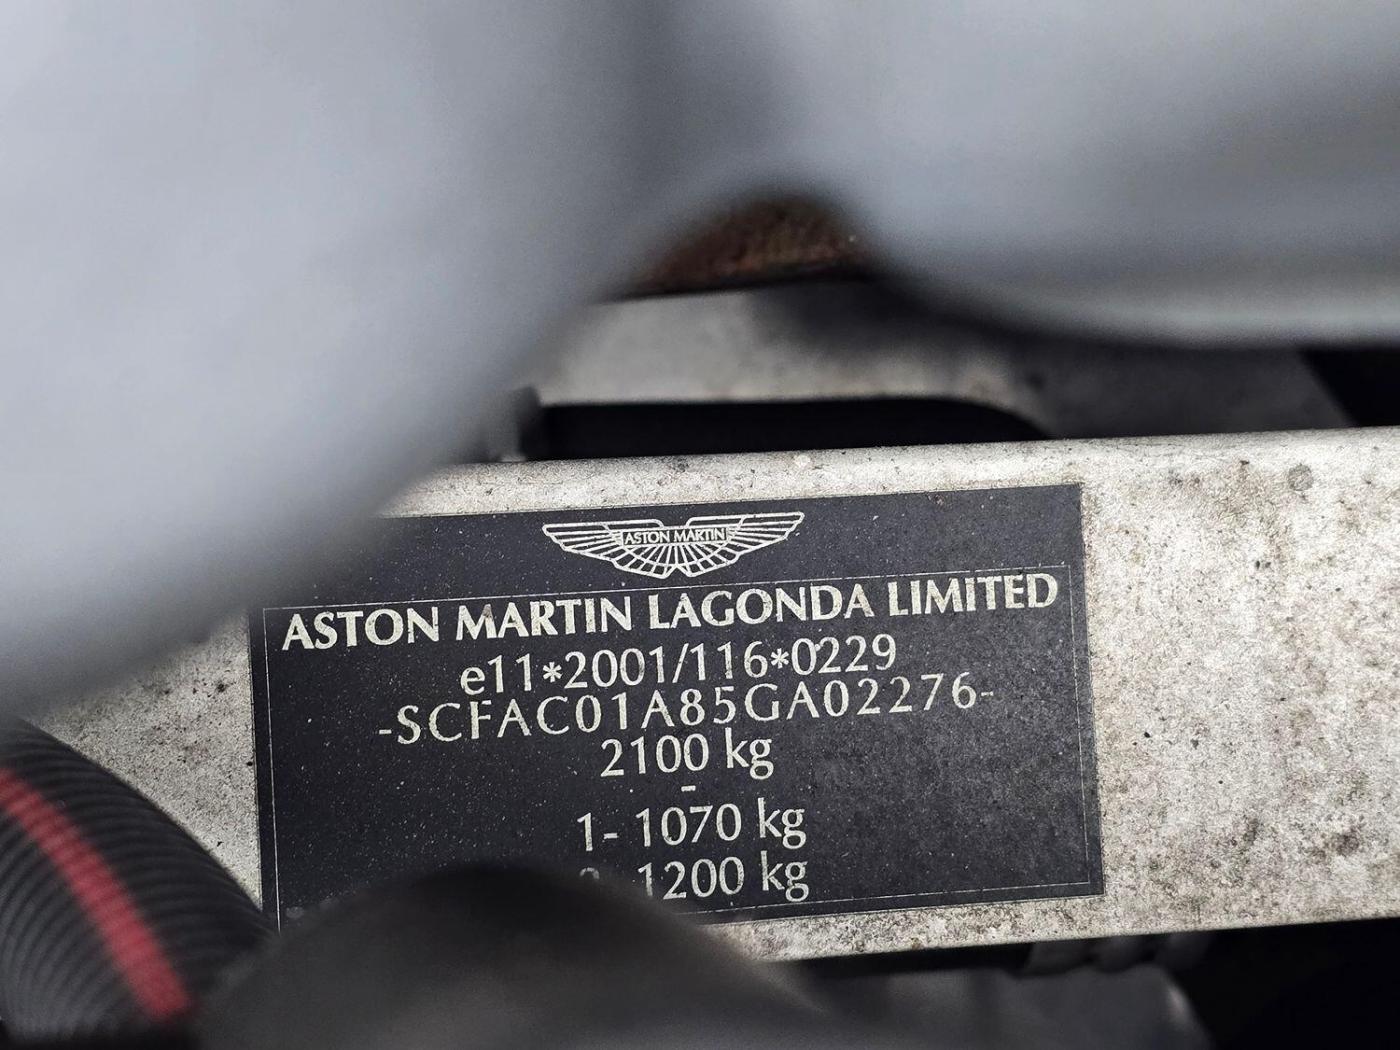 ASTON MARTIN
ASTON MARTIN LAGONDA LIMITED
e11*2001/116*0229
-SCFAC01A85GA02276-
2100 kg
-
1- 1070 kg
1200 kg